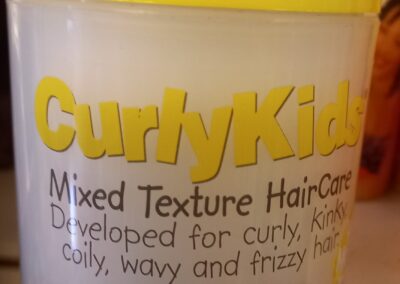 CurlyKids
Mixed Texture HairCare
Developed for curly, kinky,
coily, wavy and frizzy hair